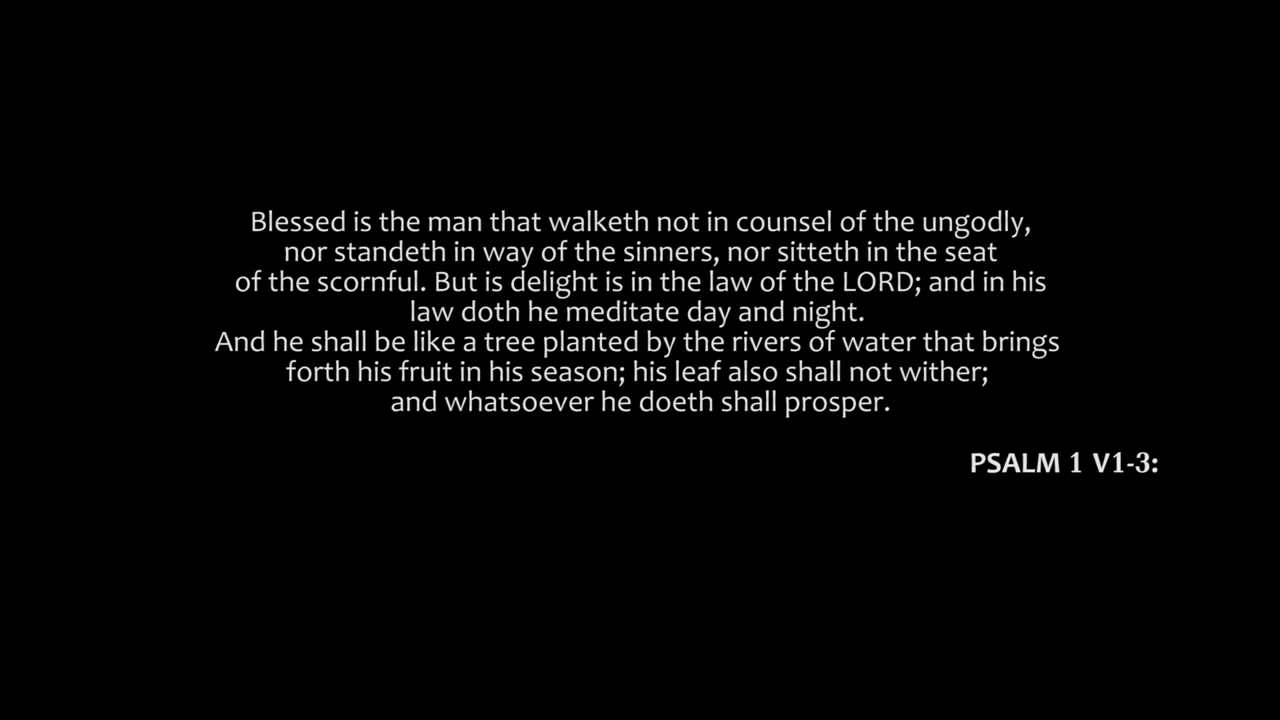 Blessed is the man that walketh not in counsel of the ungodly,
nor standeth in way of the sinners, nor sitteth in the seat
of the scornful. But is delight is in the law of the LORD; and in his
law doth he meditate day and night.
And he shall be like a tree planted by the rivers of water that brings
forth his fruit in his season; his leaf also shall not wither;
and whatsoever he doeth shall prosper.
PSALM 1 V1-3: